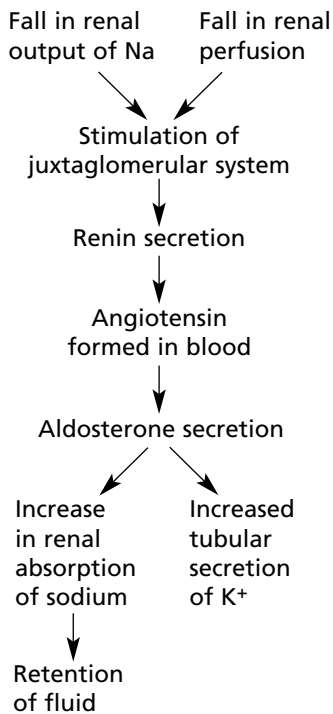 Fall in renal
output of Na
Fall in renal
perfusion
Stimulation of
juxtaglomerular system
Renin secretion
Angiotensin
formed in blood
Aldosterone secretion
Increase
in renal
absorption
of sodium
Increased
tubular
secretion
of K⁺
Retention
of fluid